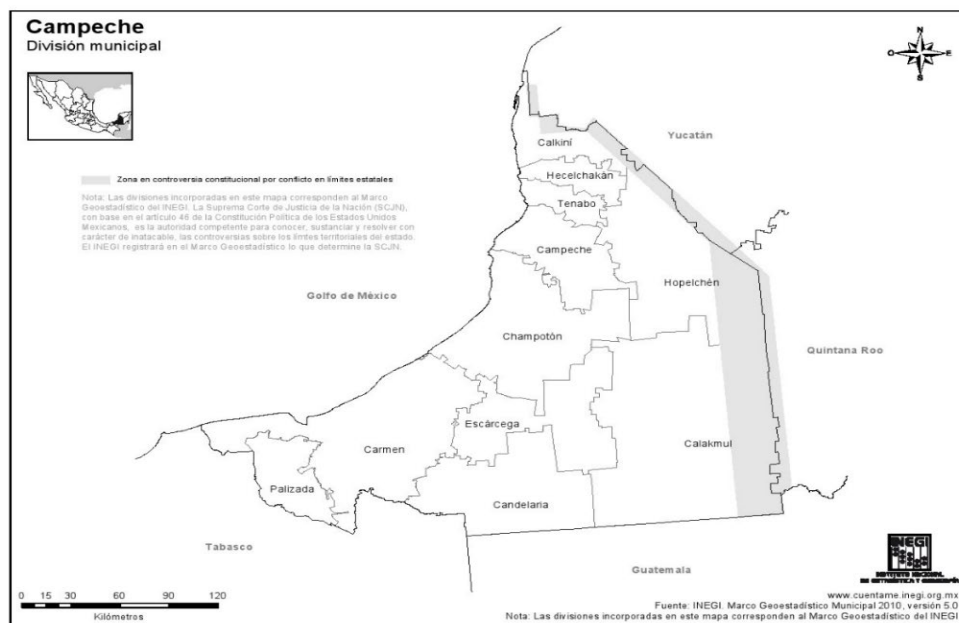 Campeche
División municipal
N
O
E
S
Zona en controversia constitucional por conflicto en límites estatales
Nota: Las divisiones incorporadas en este mapa corresponden al Marco
Geoestadístico del INEGI. La Suprema Corte de Justicia de la Nación (SCJN),
con base en el artículo 46 de la Constitución Política de los Estados Unidos
Mexicanos, es la autoridad competente para conocer, sustanciar y resolver con
carácter de inatacable, las controversias sobre los límites territoriales del estado.
El INEGI registrará en el Marco Geoestadístico lo que determine la SCJN.
Yucatán
Calkiní
Hecelchakán
Tenabo
Campeche
Hopelchén
Golfo de México
Champotón
Quintana Roo
Escárcega
Calakmul
Carmen
Palizada
Candelaria
Tabasco
Guatemala
0 15 30 60 90 120
Kilómetros
INEGI
INSTITUTO NACIONAL
DE ESTADÍSTICA Y GEOGRAFÍA
www.cuentame.inegi.org.mx
Fuente: INEGI. Marco Geoestadístico Municipal 2010, versión 5.0
Nota: Las divisiones incorporadas en este mapa corresponden al Marco Geoestadístico del INEGI